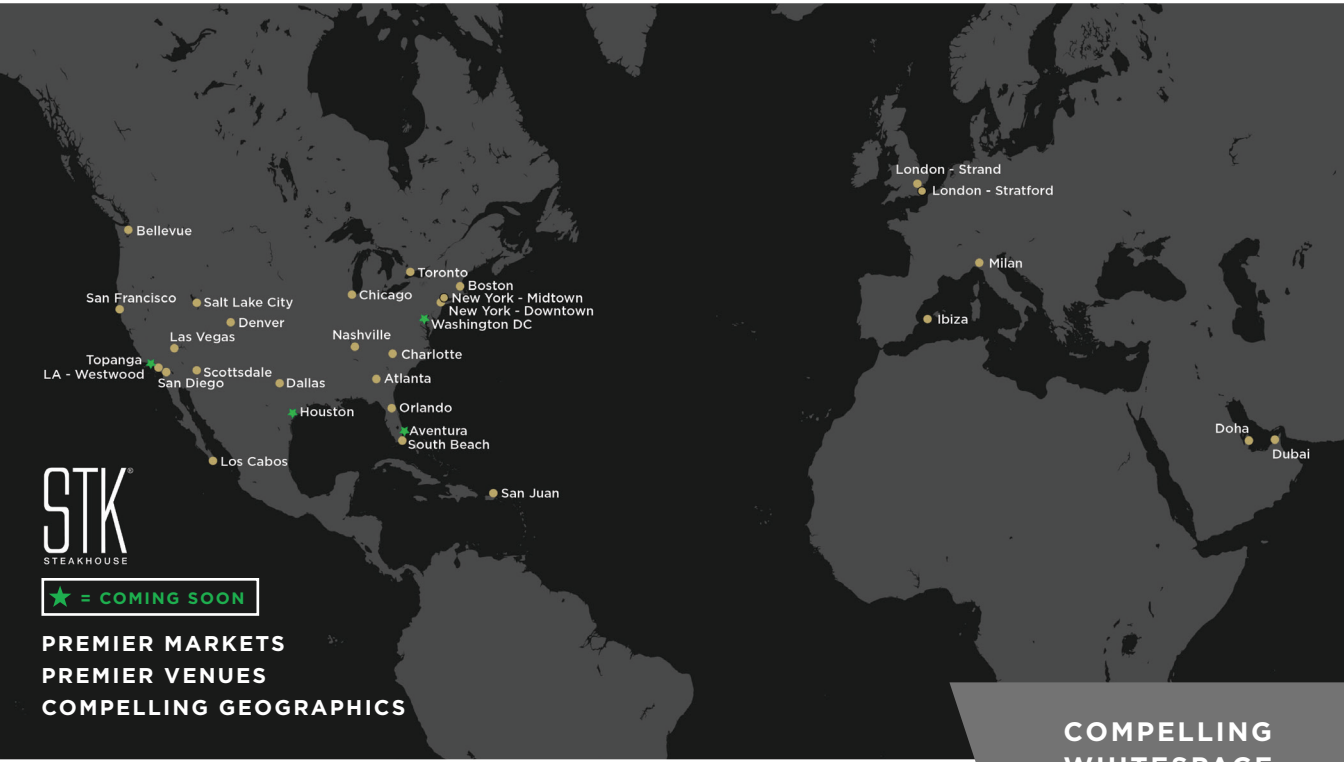 London - Strand
London - Stratford
Bellevue
Milan
Toronto
Boston
Chicago
New York - Midtown
San Francisco
Salt Lake City
New York - Downtown
Denver
Washington DC
Ibiza
Las Vegas
Nashville
Charlotte
Topanga
LA - Westwood
Scottsdale
San Diego
Dallas
Atlanta
Orlando
Houston
Aventura
South Beach
Doha
Dubai
Los Cabos
San Juan
STK®
STEAKHOUSE
= COMING SOON
PREMIER MARKETS
PREMIER VENUES
COMPELLING GEOGRAPHICS
COMPELLING
WHITESPACE